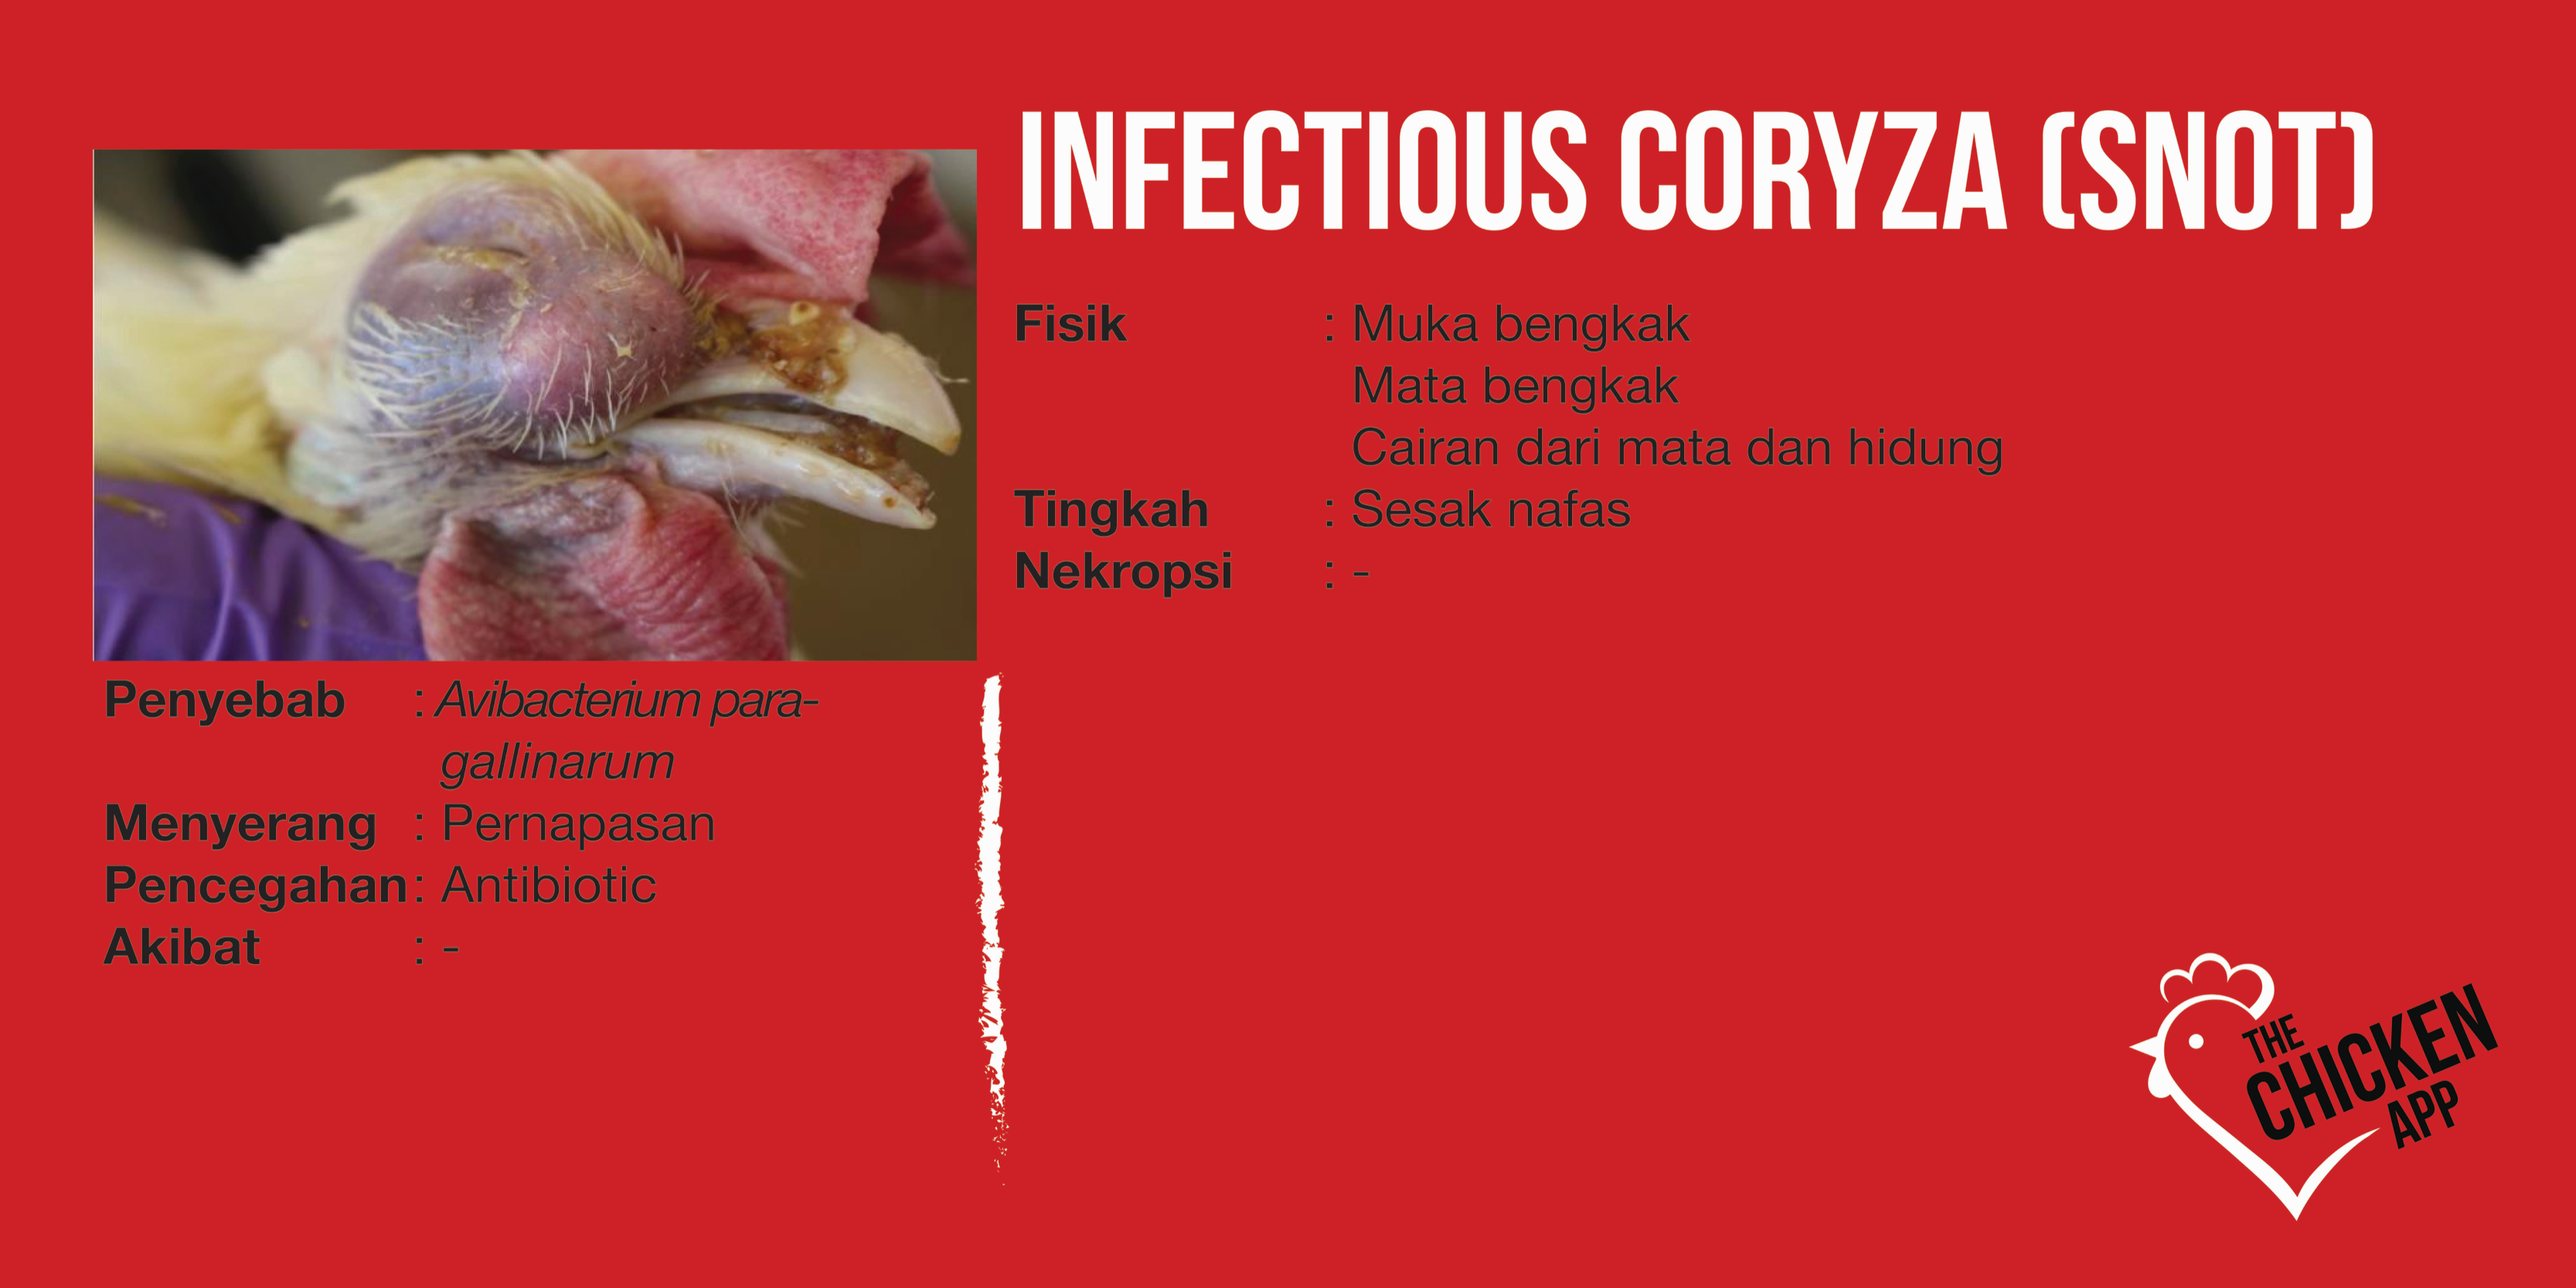 INFECTIOUS CORYZA (SNOT)
Fisik : Muka bengkak
Mata bengkak
Cairan dari mata dan hidung
Tingkah : Sesak nafas
Nekropsi : -
Penyebab : Avibacterium para-
gallinarum
Menyerang : Pernapasan
Pencegahan : Antibiotic
Akibat : -
THE
CHICKEN
APP